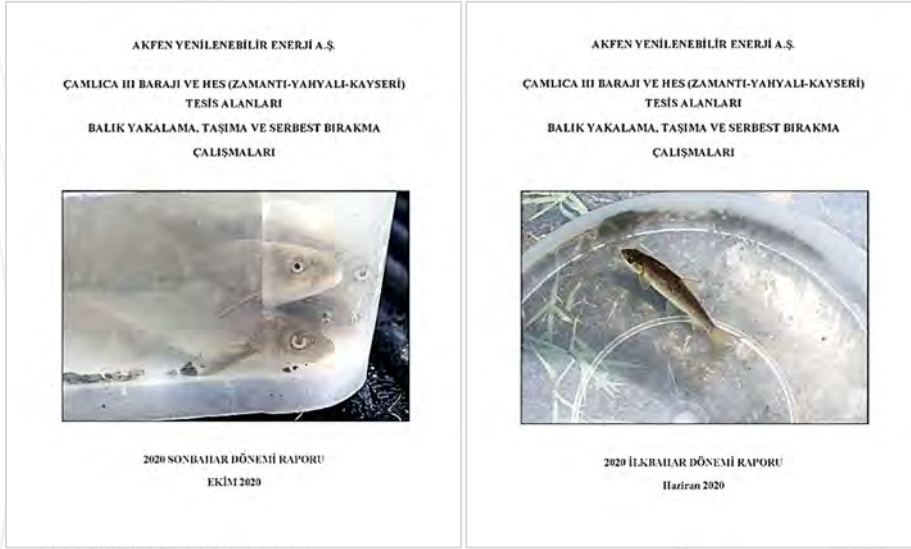 AKFEN YENİLENEBİLİR ENERJİ A.Ş.
ÇAMLICA III BARAJI VE HES (ZAMANTI-YAHYALI-KAYSERİ)
TESİS ALANLARI
BALIK YAKALAMA, TAŞIMA VE SERBEST BIRAKMA
ÇALIŞMALARI
2020 SONBAHAR DÖNEMİ RAPORU
EKİM 2020
AKFEN YENİLENEBİLİR ENERJİ A.Ş.
ÇAMLICA III BARAJI VE HES (ZAMANTI-YAHYALI-KAYSERİ)
TESİS ALANLARI
BALIK YAKALAMA, TAŞIMA VE SERBEST BIRAKMA
ÇALIŞMALARI
2020 İLKBAHAR DÖNEMİ RAPORU
Haziran 2020